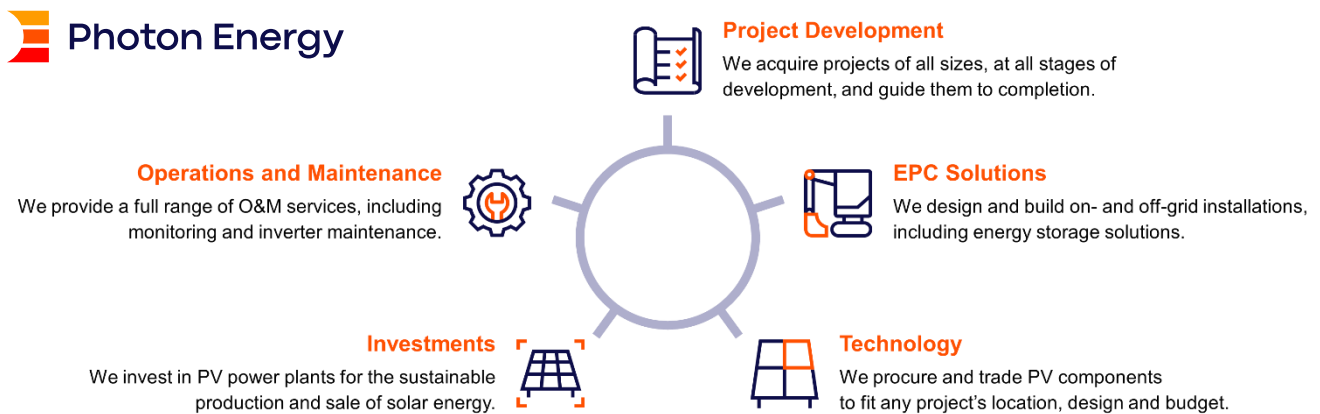 Photon Energy
Project Development
We acquire projects of all sizes, at all stages of
development, and guide them to completion.
Operations and Maintenance
We provide a full range of O&M services, including
monitoring and inverter maintenance.
EPC Solutions
We design and build on- and off-grid installations,
including energy storage solutions.
Investments
We invest in PV power plants for the sustainable
production and sale of solar energy.
Technology
We procure and trade PV components
to fit any project’s location, design and budget.